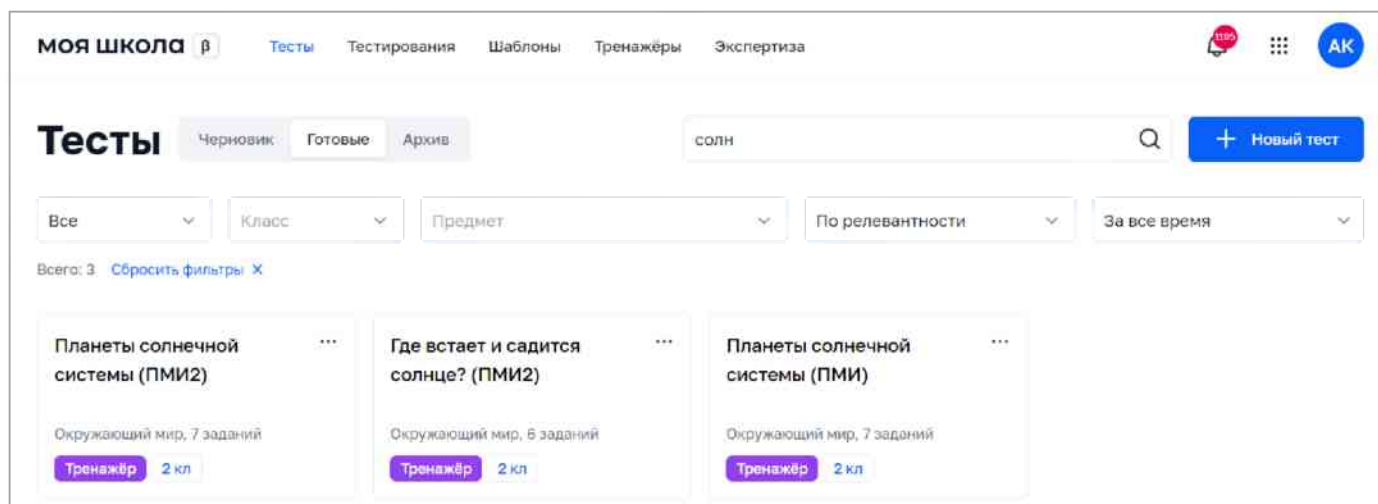 МОЯ ШКОЛА β Тесты Тестирования Шаблоны Тренажёры Экспертиза 1195 АК
Тесты Черновик Готовые Архив солн + Новый тест
Все Класс Предмет По релевантности За все время
Всего: 3 Сбросить фильтры ×
Планеты солнечной ... Где встает и садится ... Планеты солнечной ...
системы (ПМИ2) солнце? (ПМИ2) системы (ПМИ)
Окружающий мир, 7 заданий Окружающий мир, 6 заданий Окружающий мир, 7 заданий
Тренажёр 2 кл Тренажёр 2 кл Тренажёр 2 кл